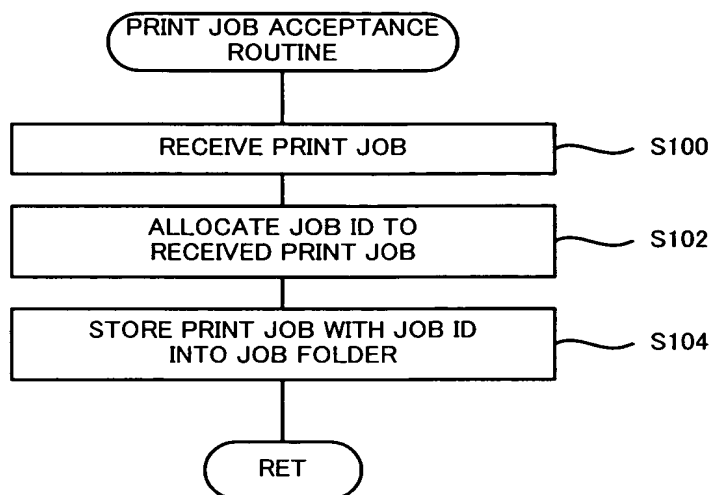 PRINT JOB ACCEPTANCE
ROUTINE
RECEIVE PRINT JOB
S100
ALLOCATE JOB ID TO
RECEIVED PRINT JOB
S102
STORE PRINT JOB WITH JOB ID
INTO JOB FOLDER
S104
RET